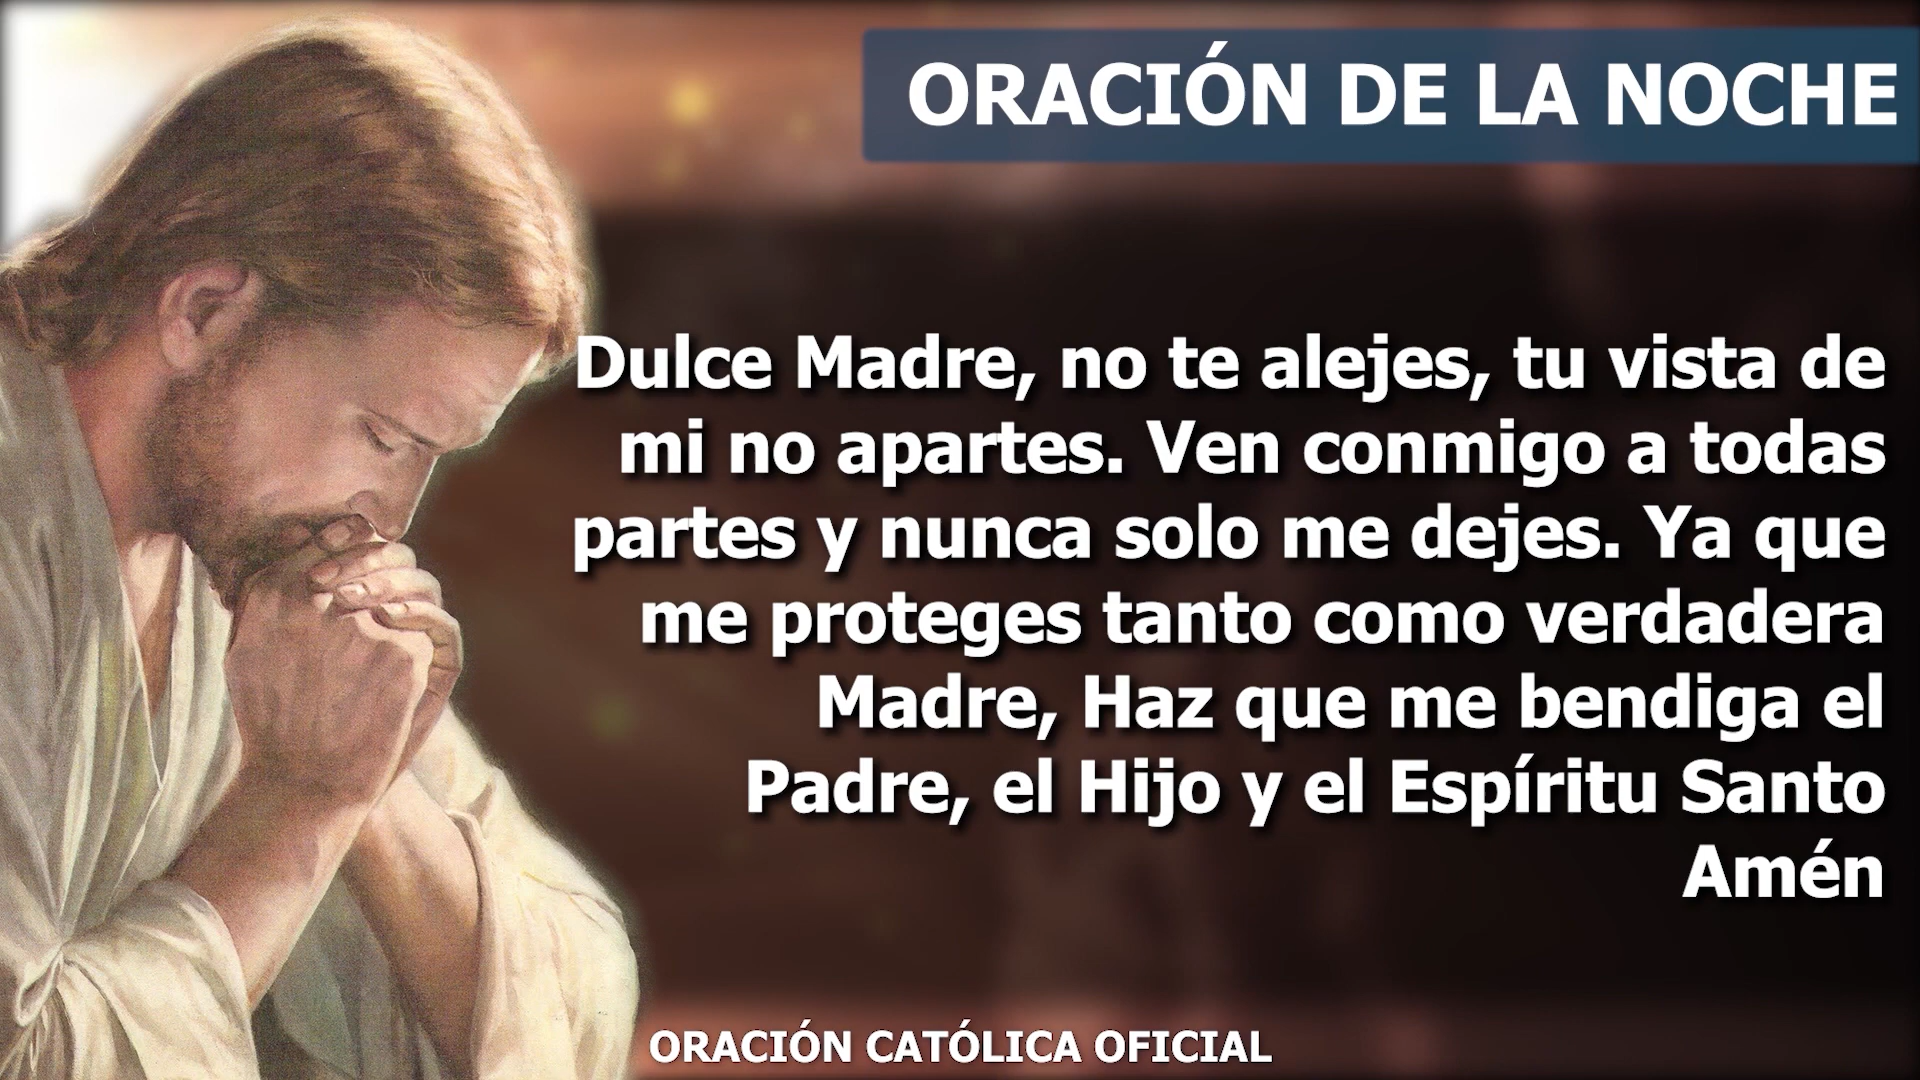 ORACIÓN DE LA NOCHE
Dulce Madre, no te alejes, tu vista de
mi no apartes. Ven conmigo a todas
partes y nunca solo me dejes. Ya que
me proteges tanto como verdadera
Madre, Haz que me bendiga el
Padre, el Hijo y el Espíritu Santo
Amén
ORACIÓN CATÓLICA OFICIAL